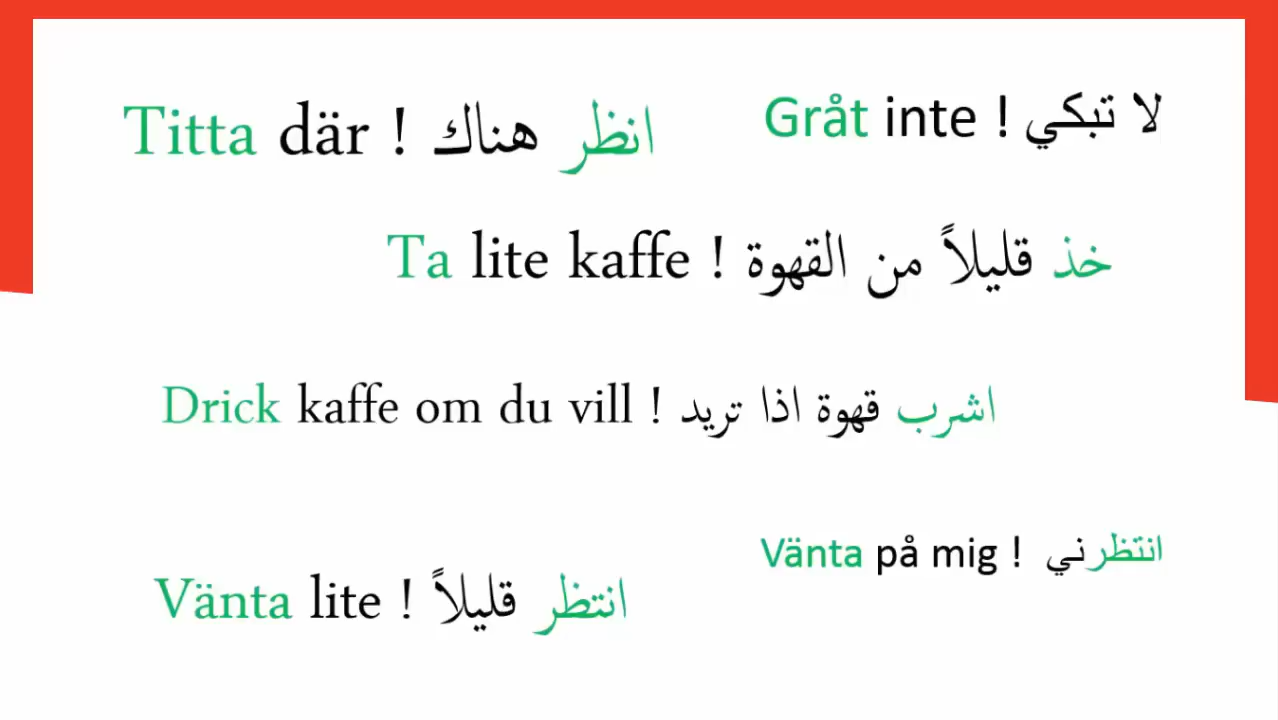 Titta där ! انظر هناك
Gråt inte ! لا تبكي
Ta lite kaffe ! خذ قليلاً من القهوة
Drick kaffe om du vill ! اشرب قهوة اذا تريد
Vänta på mig ! انتظرني
Vänta lite ! انتظر قليلاً